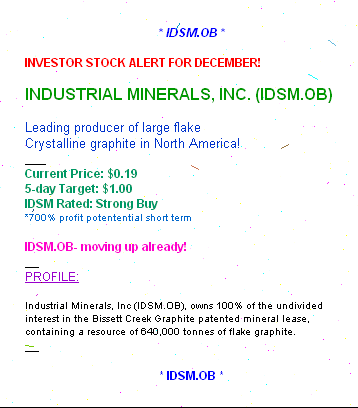 * IDSM.OB *
INVESTOR STOCK ALERT FOR DECEMBER!
INDUSTRIAL MINERALS, INC. (IDSM.OB)
Leading producer of large flake
Crystalline graphite in North America!
Current Price: $0.19
5-day Target: $1.00
IDSM Rated: Strong Buy
*700% profit potentential short term
IDSM.OB- moving up already!
PROFILE:
Industrial Minerals, Inc (IDSM.OB), owns 100% of the undivided
interest in the Bissett Creek Graphite patented mineral lease,
containing a resource of 640,000 tonnes of flake graphite.
* IDSM.OB *